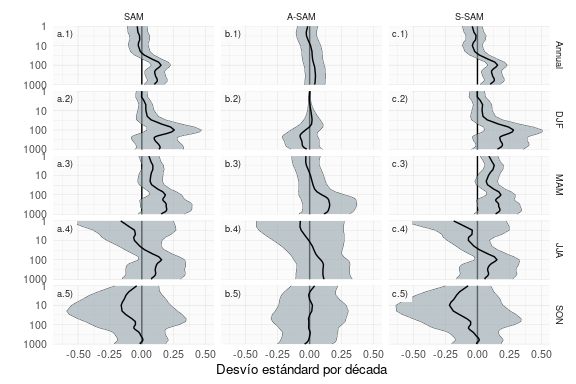 SAM A-SAM S-SAM
1 a.1) b.1) c.1) Annual
10
100
1000
1 a.2) b.2) c.2) DJF
10
100
1000
1 a.3) b.3) c.3) MAM
10
100
1000
1 a.4) b.4) c.4) JJA
10
100
1000
1 a.5) b.5) c.5) SON
10
100
1000
-0.50 -0.25 0.00 0.25 0.50 -0.50 -0.25 0.00 0.25 0.50 -0.50 -0.25 0.00 0.25 0.50
Desvío estándard por década